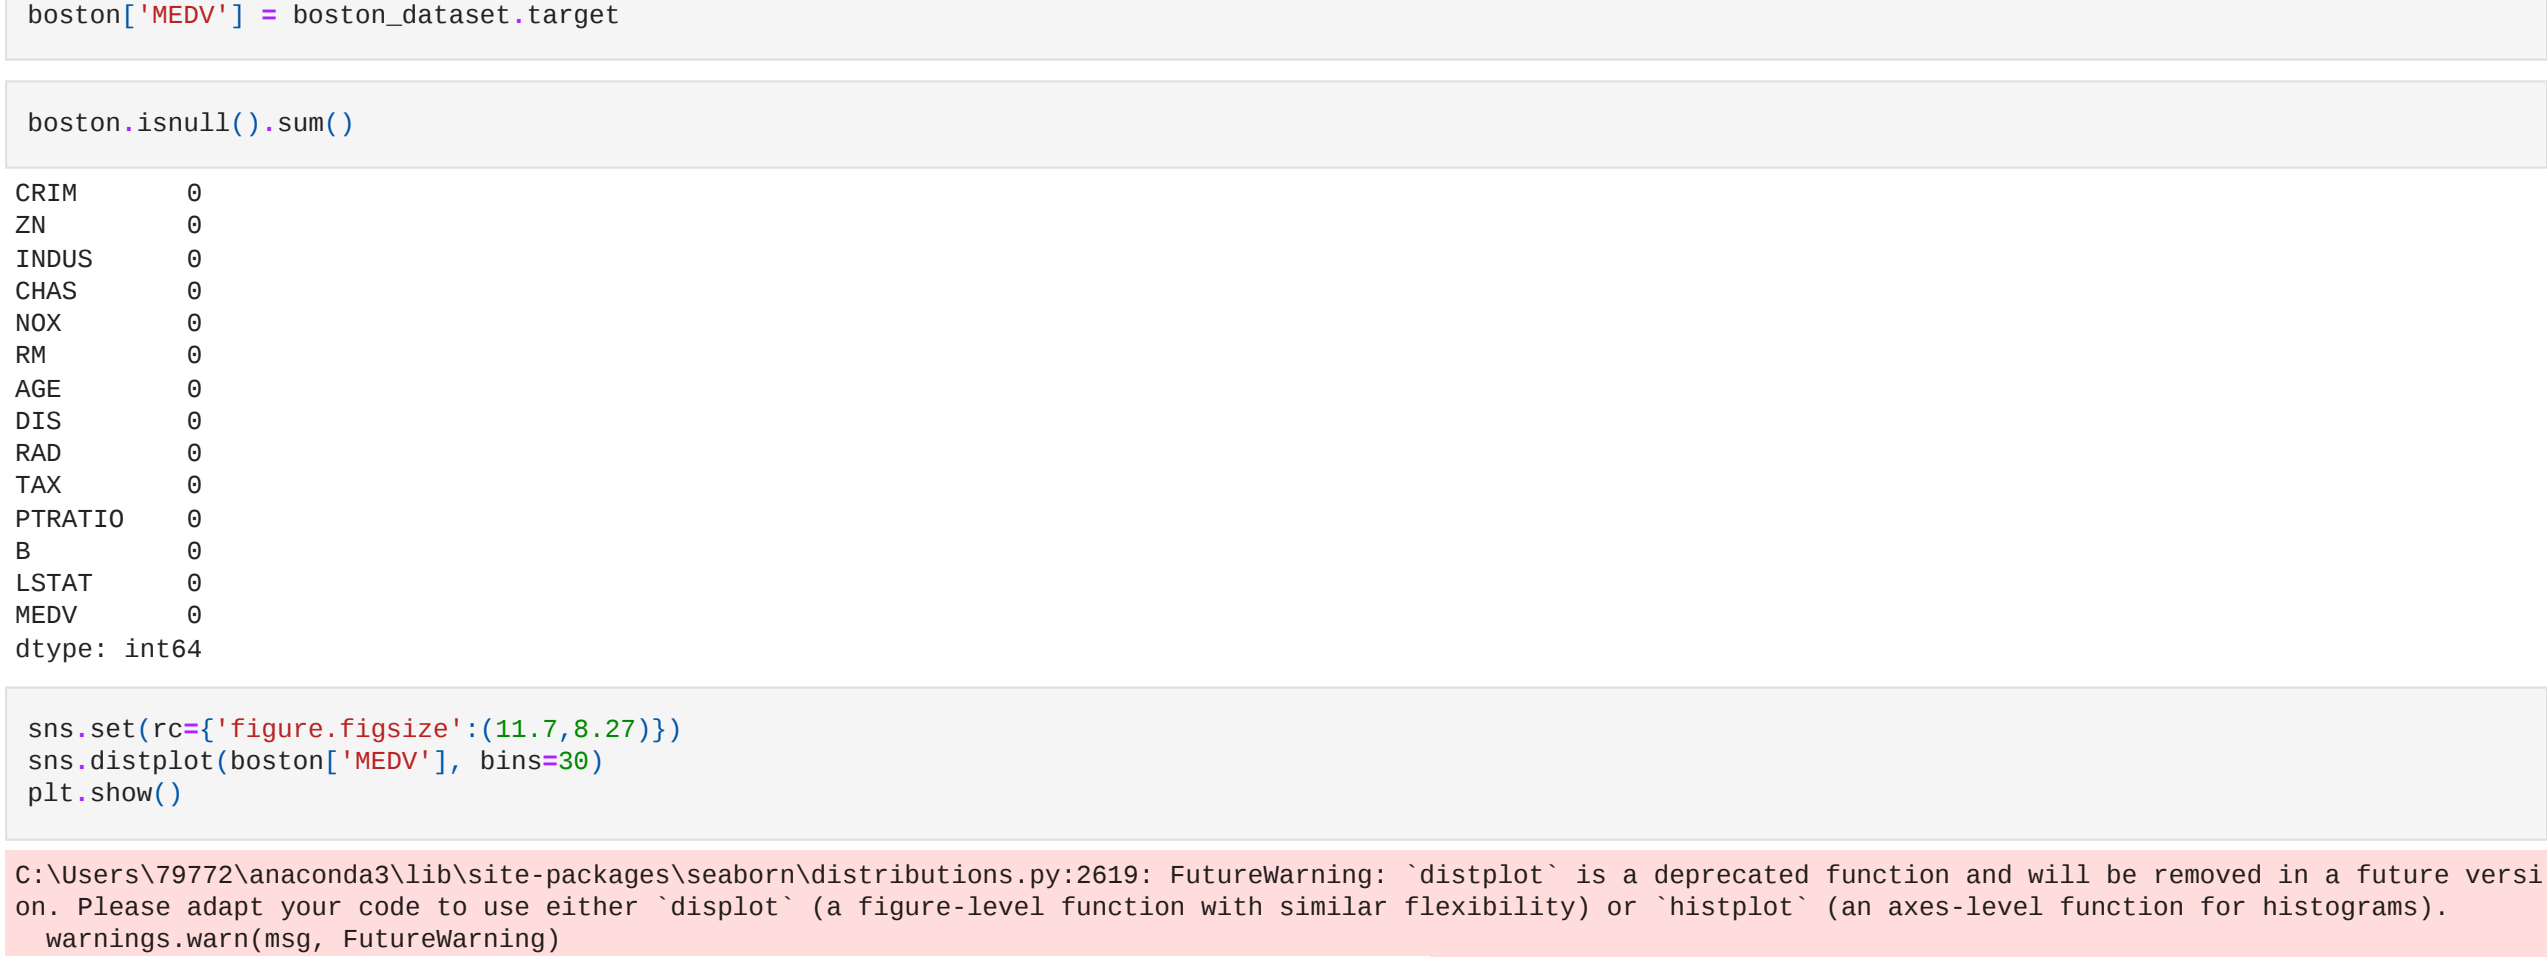 boston['MEDV'] = boston_dataset.target
boston.isnull().sum()
CRIM       0
ZN         0
INDUS      0
CHAS       0
NOX        0
RM         0
AGE        0
DIS        0
RAD        0
TAX        0
PTRATIO    0
B          0
LSTAT      0
MEDV       0
dtype: int64
sns.set(rc={'figure.figsize':(11.7,8.27)})
sns.distplot(boston['MEDV'], bins=30)
plt.show()
C:\Users\79772\anaconda3\lib\site-packages\seaborn\distributions.py:2619: FutureWarning: `distplot` is a deprecated function and will be removed in a future versi
on. Please adapt your code to use either `displot` (a figure-level function with similar flexibility) or `histplot` (an axes-level function for histograms).
  warnings.warn(msg, FutureWarning)